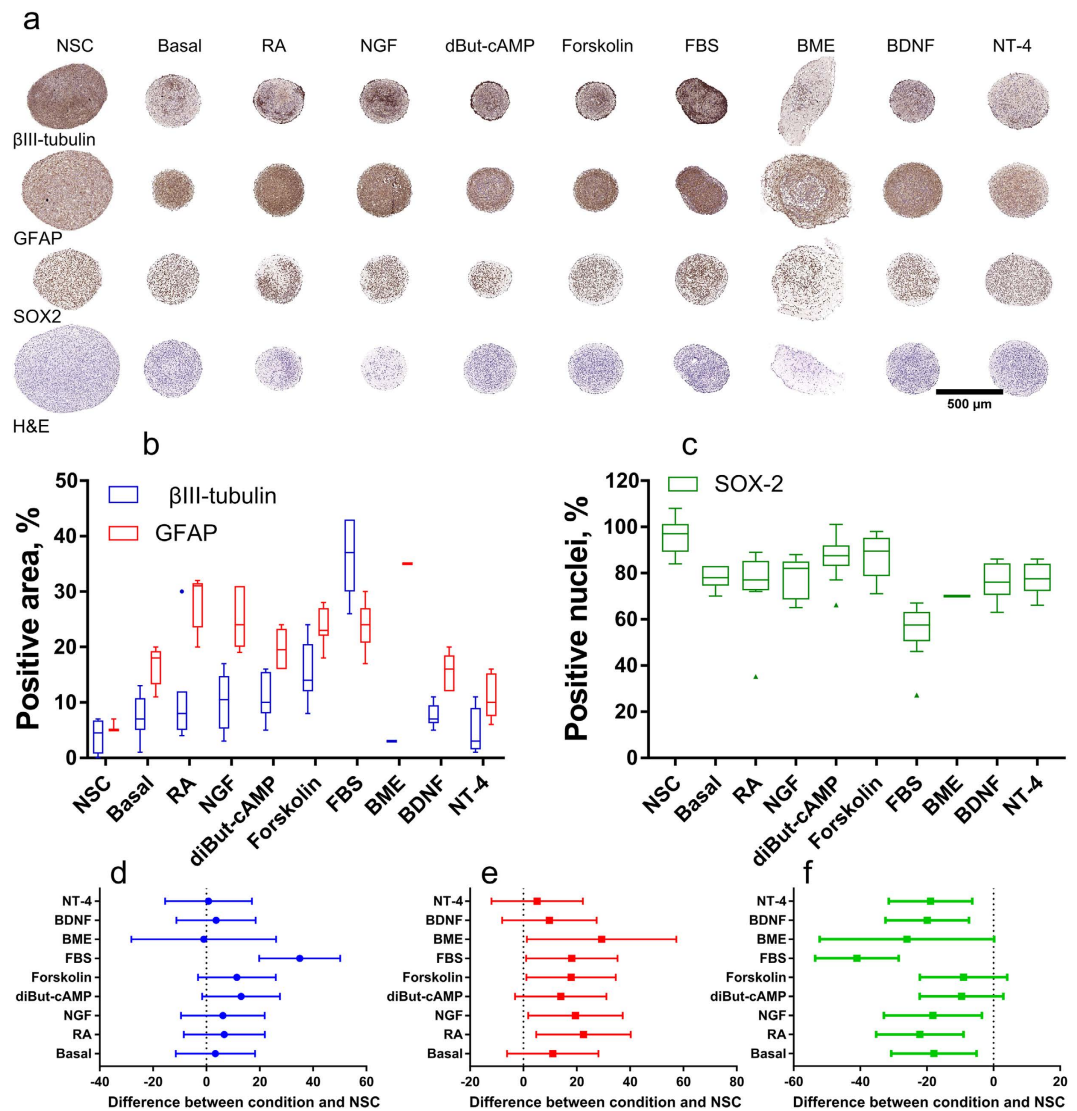 a
NSC Basal RA NGF dBut-cAMP Forskolin FBS BME BDNF NT-4
βIII-tubulin
GFAP
SOX2
H&E
500 µm
b
50
40
30
20
10
0
Positive area, %
βIII-tubulin
GFAP
NSC Basal RA NGF diBut-cAMP Forskolin FBS BME BDNF NT-4
c
120
100
80
60
40
20
0
Positive nuclei, %
SOX-2
NSC Basal RA NGF diBut-cAMP Forskolin FBS BME BDNF NT-4
d
NT-4
BDNF
BME
FBS
Forskolin
diBut-cAMP
NGF
RA
Basal
-40 -20 0 20 40 60
Difference between condition and NSC
e
NT-4
BDNF
BME
FBS
Forskolin
diBut-cAMP
NGF
RA
Basal
-20 0 20 40 60 80
Difference between condition and NSC
f
NT-4
BDNF
BME
FBS
Forskolin
diBut-cAMP
NGF
RA
Basal
-60 -40 -20 0 20
Difference between condition and NSC